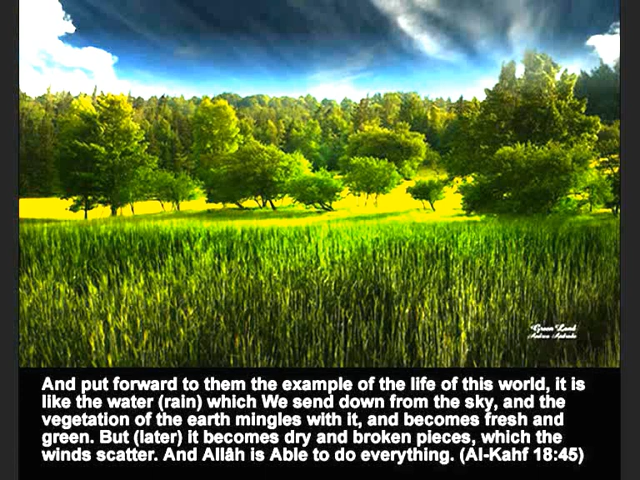 Green Land
And put forward to them the example of the life of this world, it is
like the water (rain) which We send down from the sky, and the
vegetation of the earth mingles with it, and becomes fresh and
green. But (later) it becomes dry and broken pieces, which the
winds scatter. And Allâh is Able to do everything. (Al-Kahf 18:45)